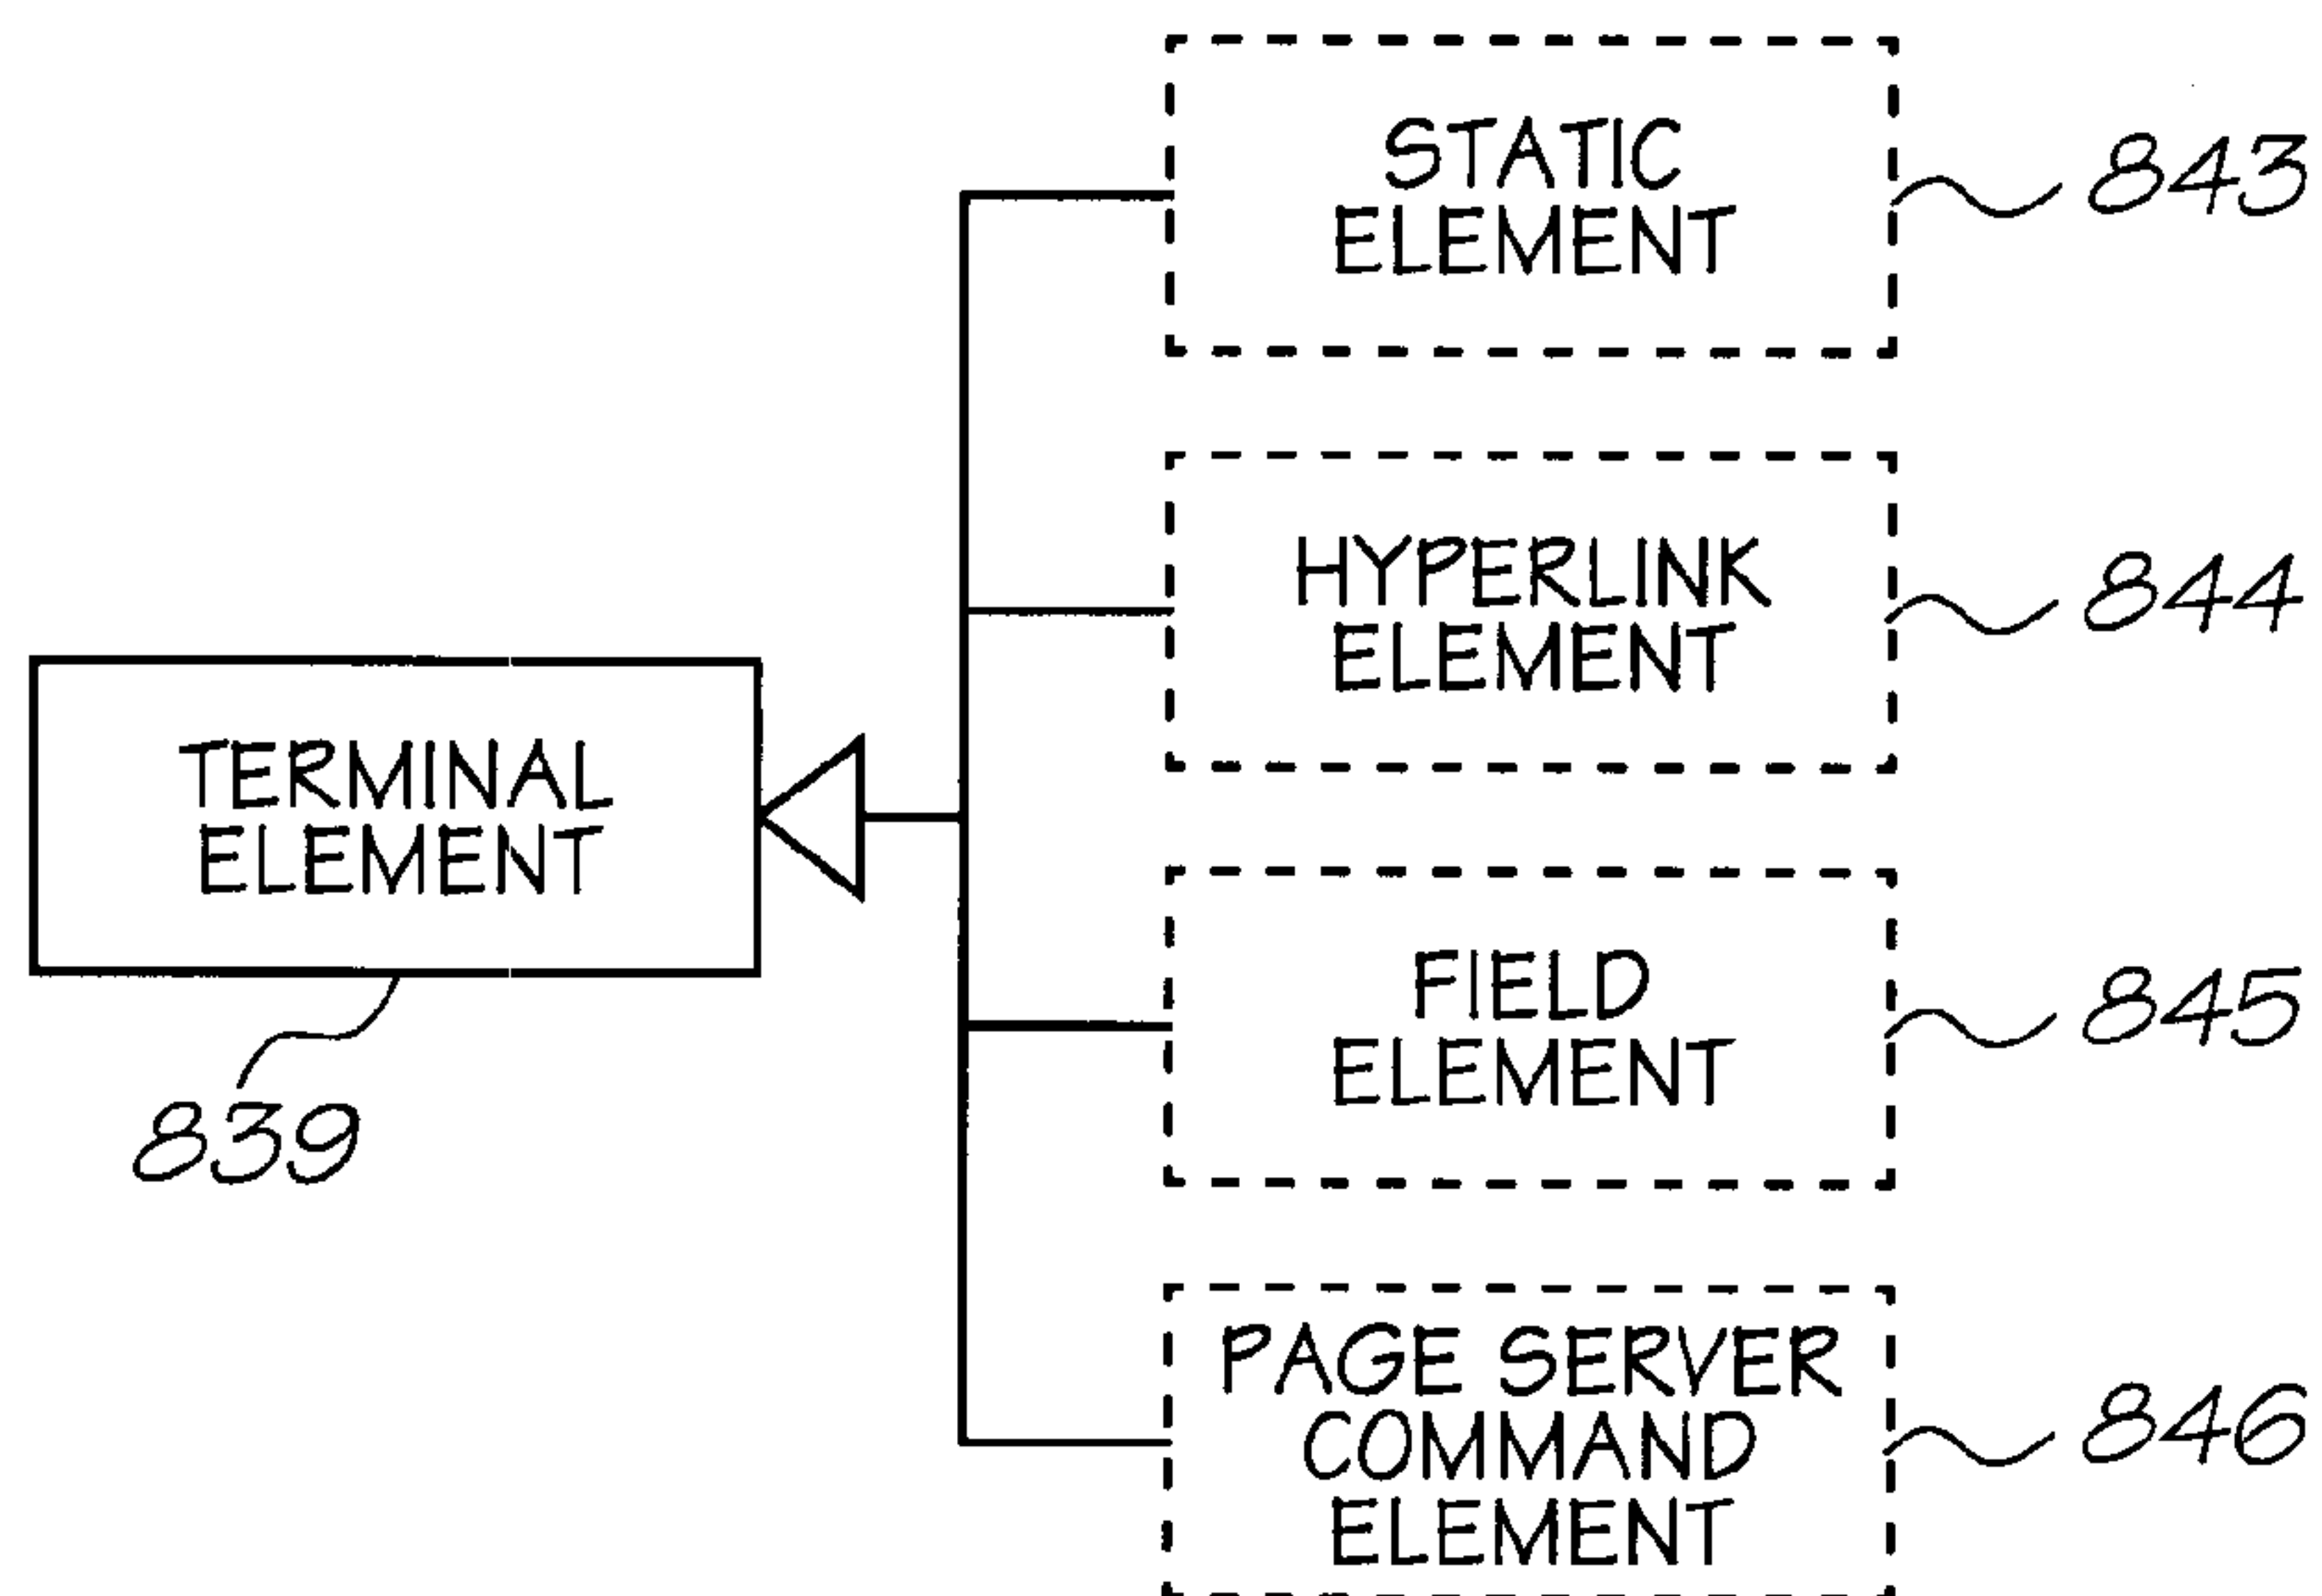 STATIC
ELEMENT
843
HYPERLINK
ELEMENT
844
TERMINAL
ELEMENT
839
FIELD
ELEMENT
845
PAGE SERVER
COMMAND
ELEMENT
846